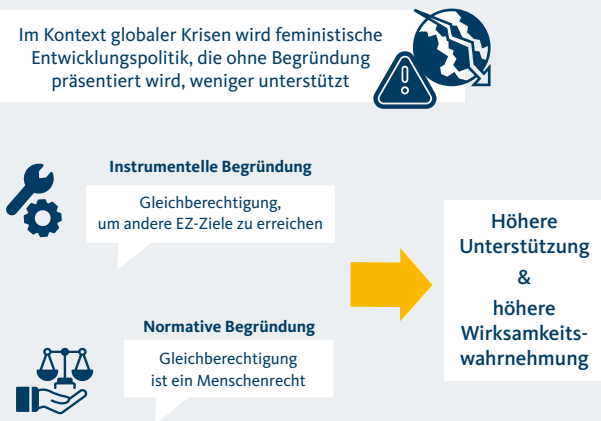 Im Kontext globaler Krisen wird feministische
Entwicklungspolitik, die ohne Begründung
präsentiert wird, weniger unterstützt
Instrumentelle Begründung
Gleichberechtigung,
um andere EZ-Ziele zu erreichen
Normative Begründung
Gleichberechtigung
ist ein Menschenrecht
Höhere
Unterstützung
&
höhere
Wirksamkeits-
wahrnehmung